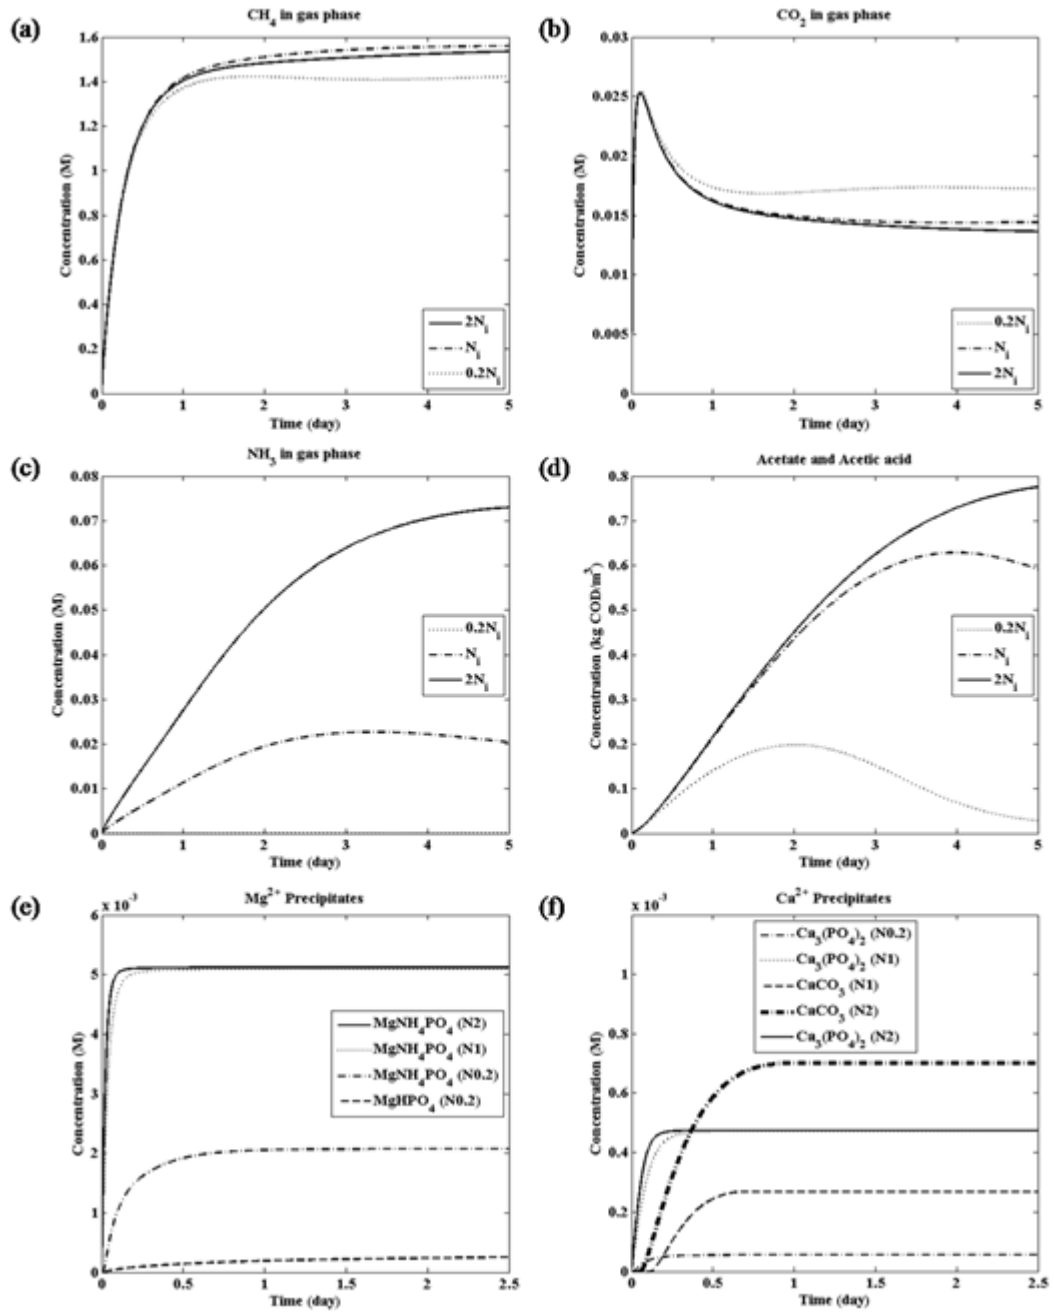 (a)
CH4 in gas phase
1.6
1.4
1.2
1
0.8
0.6
0.4
0.2
0
Concentration (M)
2Ni
Ni
0.2Ni
0 1 2 3 4 5
Time (day)
(b)
CO2 in gas phase
0.03
0.025
0.02
0.015
0.01
0.005
0
Concentration (M)
0.2Ni
Ni
2Ni
0 1 2 3 4 5
Time (day)
(c)
NH3 in gas phase
0.08
0.07
0.06
0.05
0.04
0.03
0.02
0.01
0
Concentration (M)
0.2Ni
Ni
2Ni
0 1 2 3 4 5
Time (day)
(d)
Acetate and Acetic acid
0.8
0.7
0.6
0.5
0.4
0.3
0.2
0.1
0
Concentration (kg COD/m3)
0.2Ni
Ni
2Ni
0 1 2 3 4 5
Time (day)
(e)
Mg2+ Precipitates
x 10-3
6
5
4
3
2
1
0
Concentration (M)
MgNH4PO4 (N2)
MgNH4PO4 (N1)
MgNH4PO4 (N0.2)
MgHPO4 (N0.2)
0 0.5 1 1.5 2 2.5
Time (day)
(f)
Ca2+ Precipitates
x 10-3
1
0.8
0.6
0.4
0.2
0
Concentration (M)
Ca3(PO4)2 (N0.2)
Ca3(PO4)2 (N1)
CaCO3 (N1)
CaCO3 (N2)
Ca3(PO4)2 (N2)
0 0.5 1 1.5 2 2.5
Time (day)